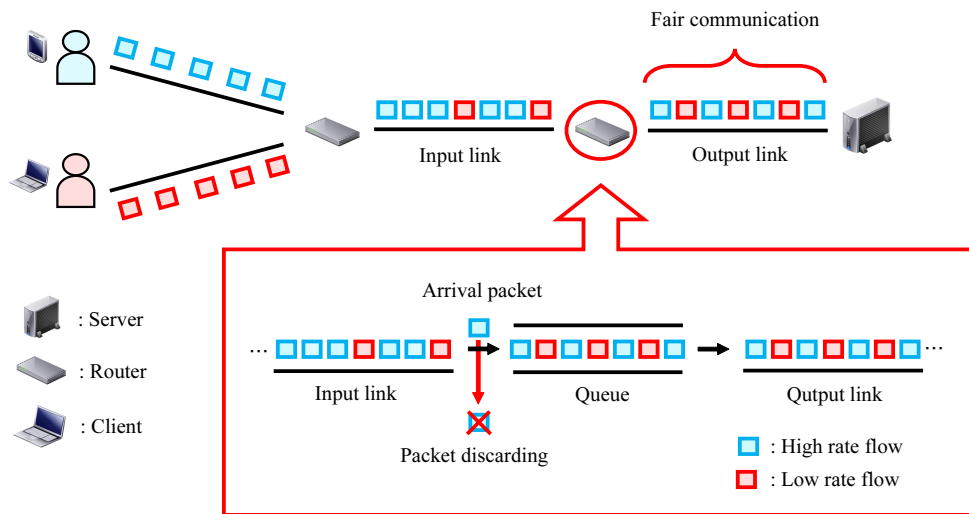 Fair communication
Input link
Output link
Arrival packet
: Server
: Router
: Client
...
Input link
Queue
Qutput link
...
Packet discarding
: High rate flow
: Low rate flow